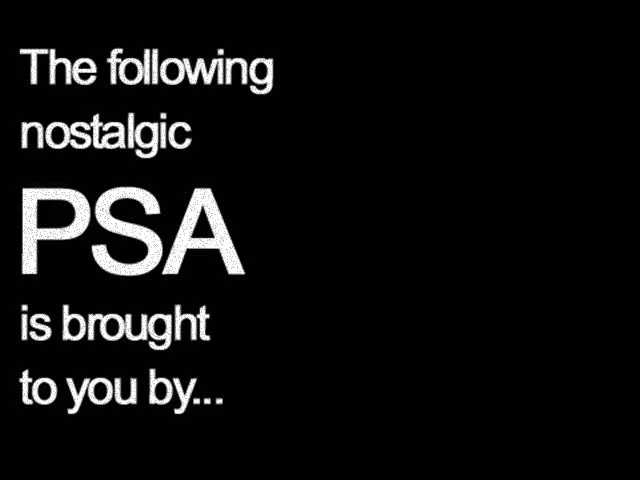 The following
nostalgic
PSA
is brought
to you by...